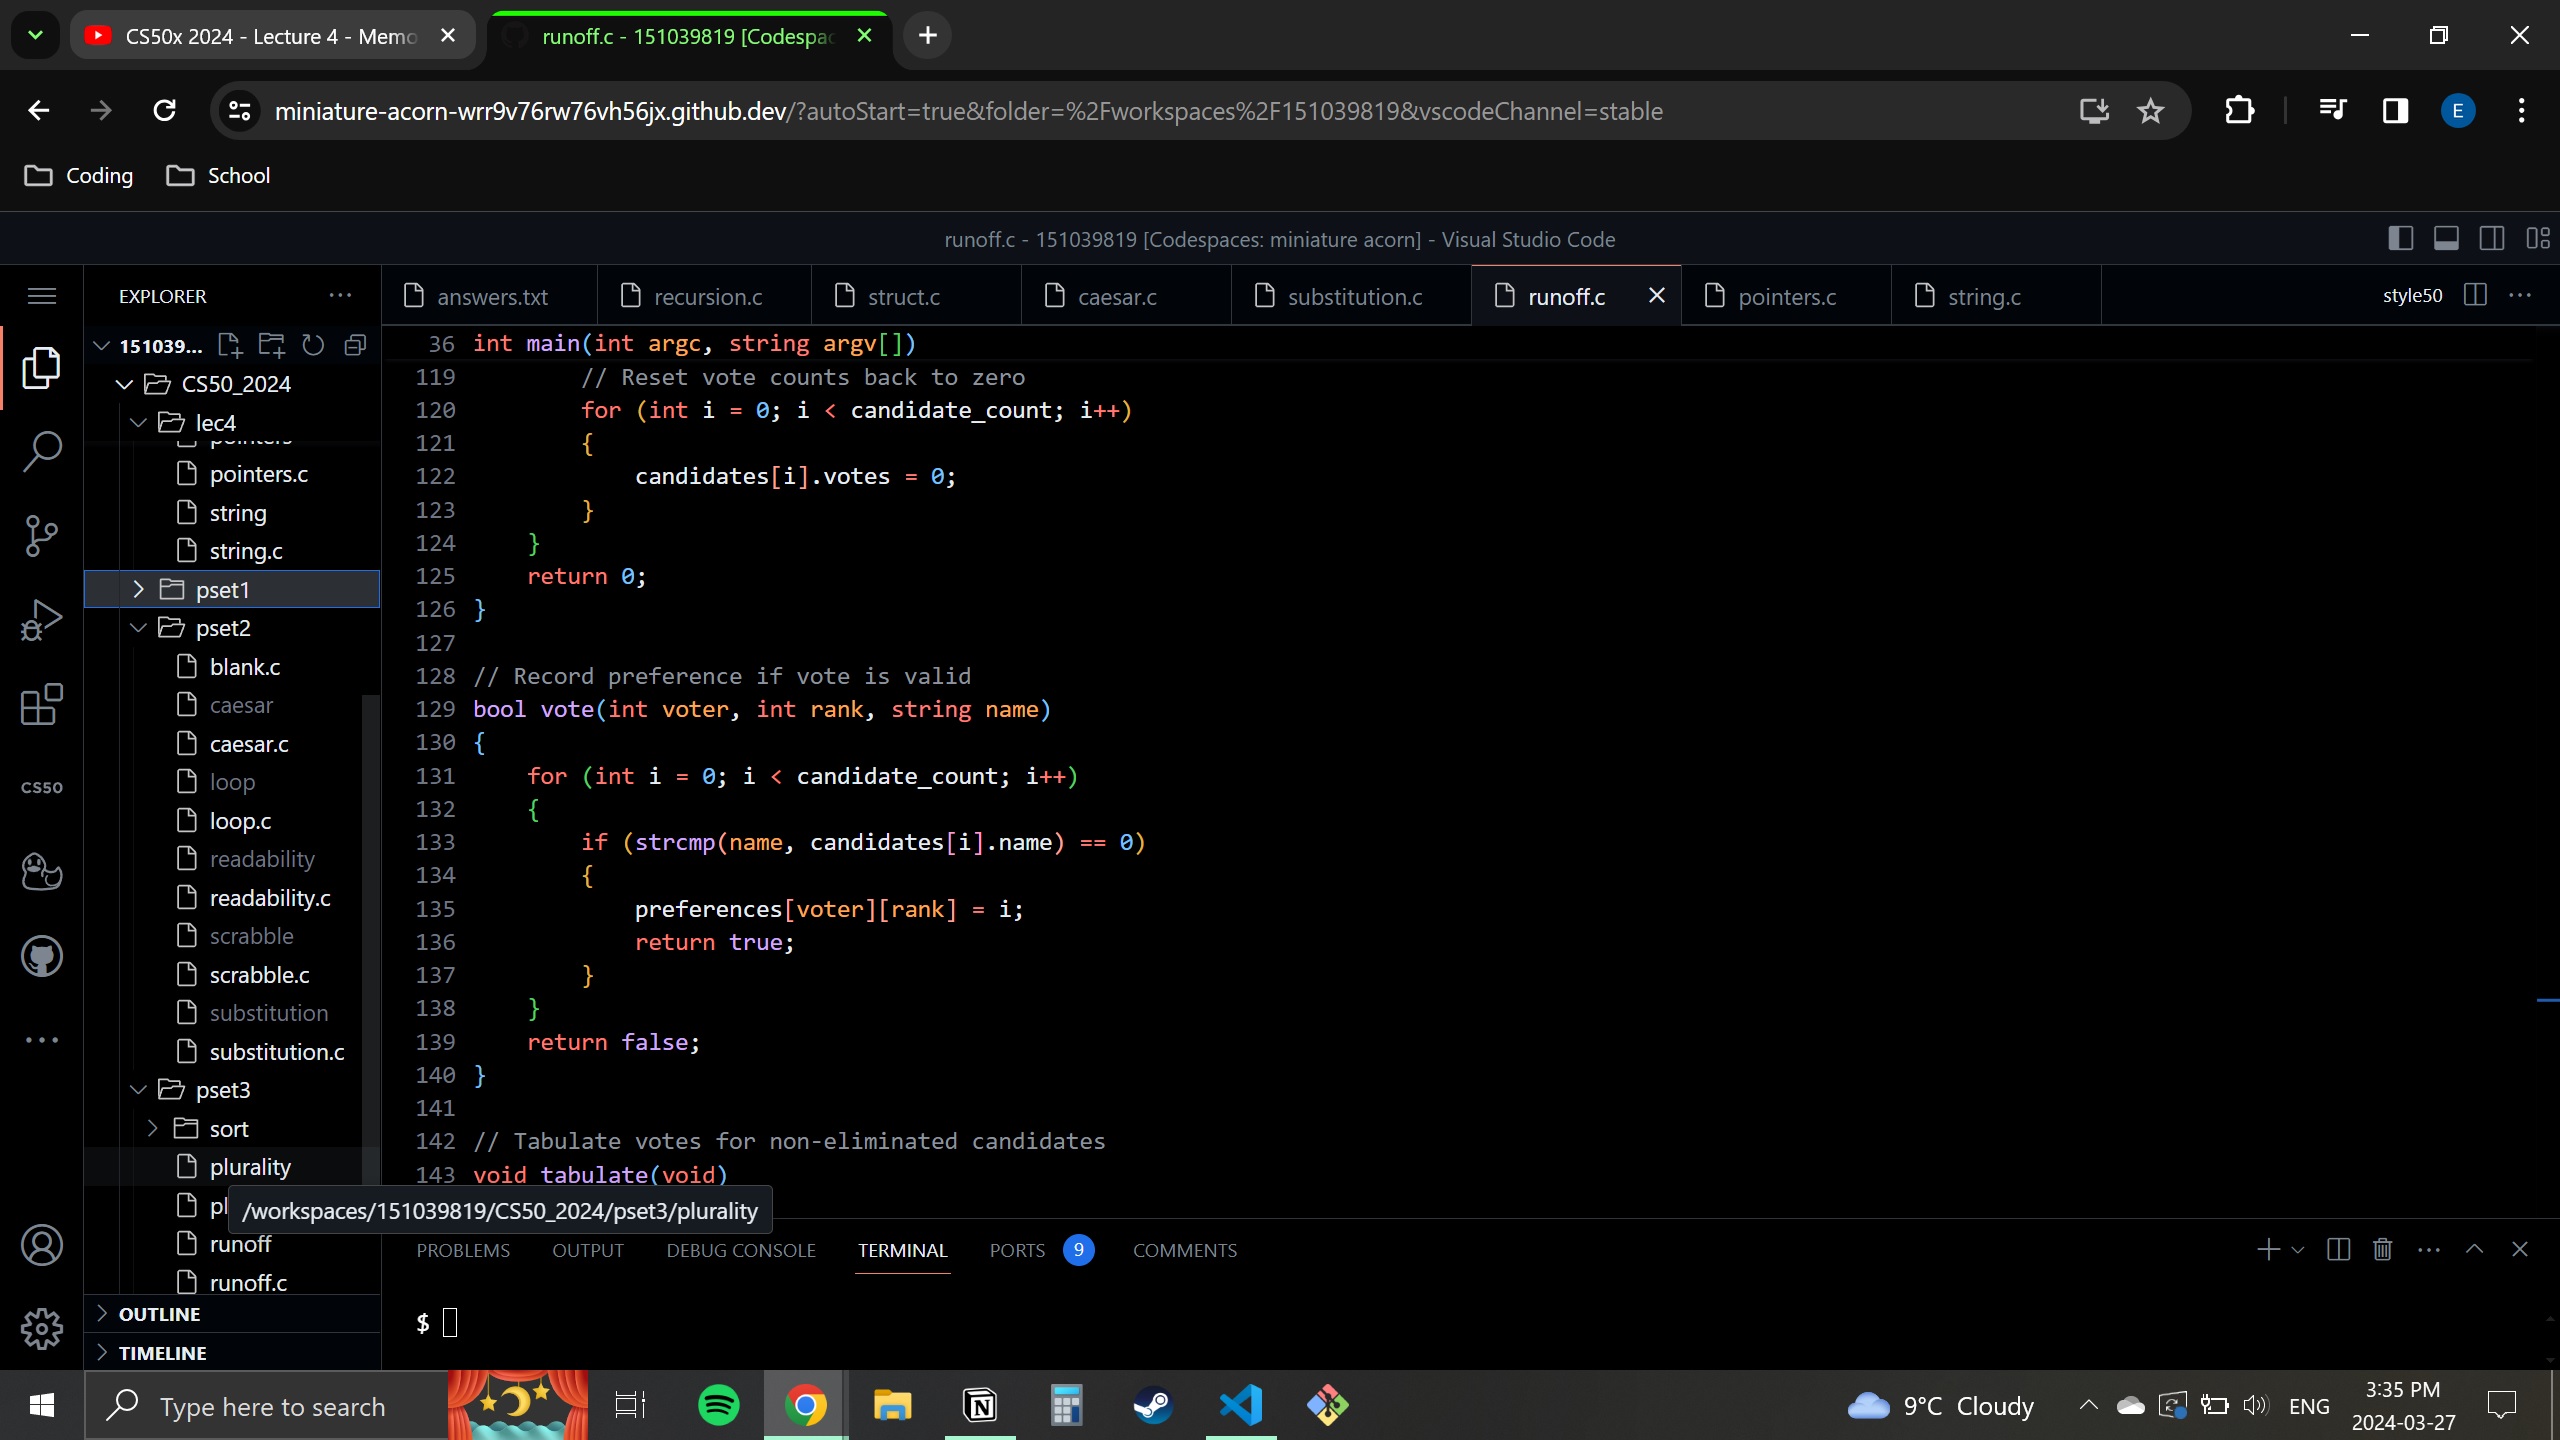 CS50x 2024 - Lecture 4 - Memo
runoff.c - 151039819 [Codespac
miniature-acorn-wrr9v76rw76vh56jx.github.dev/?autoStart=true&folder=%2Fworkspaces%2F151039819&vscodeChannel=stable
E
Coding
School
runoff.c - 151039819 [Codespaces: miniature acorn] - Visual Studio Code
EXPLORER
answers.txt
recursion.c
struct.c
caesar.c
substitution.c
runoff.c
pointers.c
string.c
style50
151039...
CS50_2024
lec4
pointers
pointers.c
string
string.c
pset1
pset2
blank.c
caesar
caesar.c
loop
loop.c
readability
readability.c
scrabble
scrabble.c
substitution
substitution.c
pset3
sort
plurality
pl
/workspaces/151039819/CS50_2024/pset3/plurality
runoff
runoff.c
OUTLINE
TIMELINE
CS50
36 int main(int argc, string argv[])
119         // Reset vote counts back to zero
120         for (int i = 0; i < candidate_count; i++)
121         {
122             candidates[i].votes = 0;
123         }
124     }
125     return 0;
126 }
127
128 // Record preference if vote is valid
129 bool vote(int voter, int rank, string name)
130 {
131     for (int i = 0; i < candidate_count; i++)
132     {
133         if (strcmp(name, candidates[i].name) == 0)
134         {
135             preferences[voter][rank] = i;
136             return true;
137         }
138     }
139     return false;
140 }
141
142 // Tabulate votes for non-eliminated candidates
143 void tabulate(void)
PROBLEMS
OUTPUT
DEBUG CONSOLE
TERMINAL
PORTS 9
COMMENTS
$
Type here to search
9°C Cloudy
ENG
3:35 PM
2024-03-27